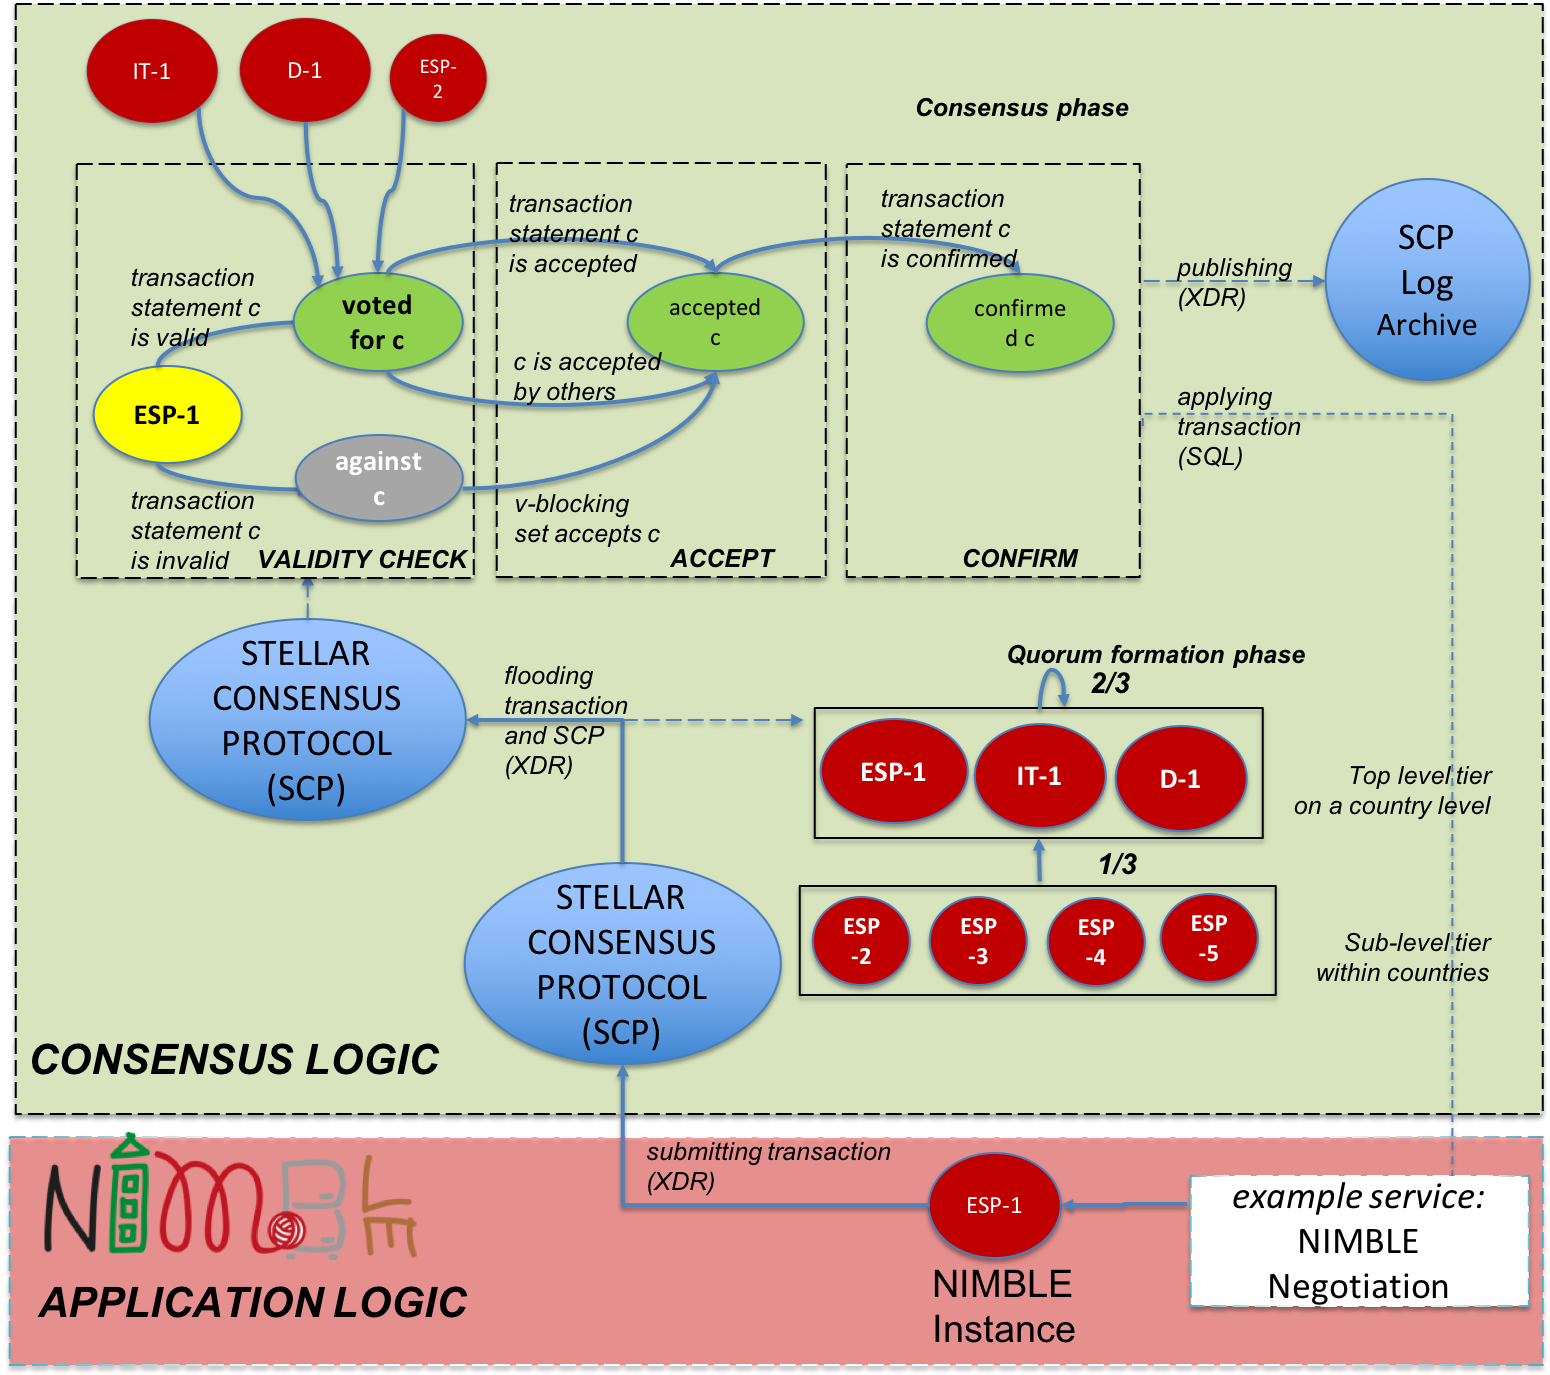 IT-1
D-1
ESP-
2
Consensus phase
transaction
statement c
is valid
voted
for c
ESP-1
against
c
transaction
statement c
is invalid
VALIDITY CHECK
transaction
statement c
is accepted
accepted
c
c is accepted
by others
v-blocking
set accepts c
ACCEPT
transaction
statement c
is confirmed
confirme
d c
CONFIRM
publishing
(XDR)
SCP
Log
Archive
applying
transaction
(SQL)
STELLAR
CONSENSUS
PROTOCOL
(SCP)
flooding
transaction
and SCP
(XDR)
Quorum formation phase
2/3
ESP-1
IT-1
D-1
Top level tier
on a country level
1/3
ESP
-2
ESP
-3
ESP
-4
ESP
-5
Sub-level tier
within countries
STELLAR
CONSENSUS
PROTOCOL
(SCP)
CONSENSUS LOGIC
NIMBLE
APPLICATION LOGIC
submitting transaction
(XDR)
ESP-1
NIMBLE
Instance
example service:
NIMBLE
Negotiation